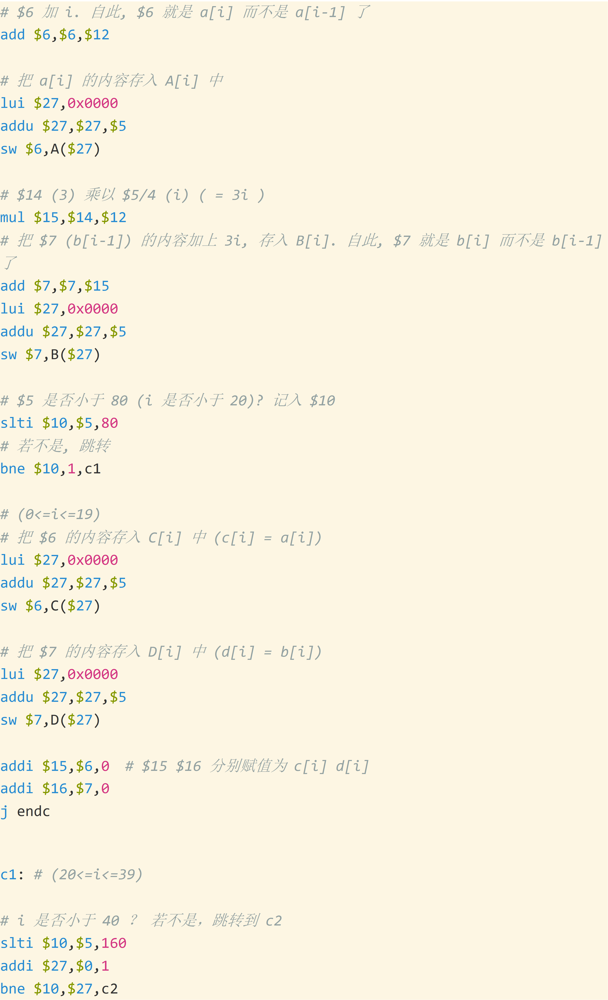 # $6 加 i. 自此, $6 就是 a[i] 而不是 a[i-1] 了
add $6,$6,$12
# 把 a[i] 的内容存入 A[i] 中
lui $27,0x0000
addu $27,$27,$5
sw $6,A($27)
# $14 (3) 乘以 $5/4 (i) ( = 3i )
mul $15,$14,$12
# 把 $7 (b[i-1]) 的内容加上 3i, 存入 B[i]. 自此, $7 就是 b[i] 而不是 b[i-1]
了
add $7,$7,$15
lui $27,0x0000
addu $27,$27,$5
sw $7,B($27)
# $5 是否小于 80 (i 是否小于 20)? 记入 $10
slti $10,$5,80
# 若不是, 跳转
bne $10,1,c1
# (0<=i<=19)
# 把 $6 的内容存入 C[i] 中 (c[i] = a[i])
lui $27,0x0000
addu $27,$27,$5
sw $6,C($27)
# 把 $7 的内容存入 D[i] 中 (d[i] = b[i])
lui $27,0x0000
addu $27,$27,$5
sw $7,D($27)
addi $15,$6,0  # $15 $16 分别赋值为 c[i] d[i]
addi $16,$7,0
j endc
c1: # (20<=i<=39)
# i 是否小于 40 ？ 若不是，跳转到 c2
slti $10,$5,160
addi $27,$0,1
bne $10,$27,c2